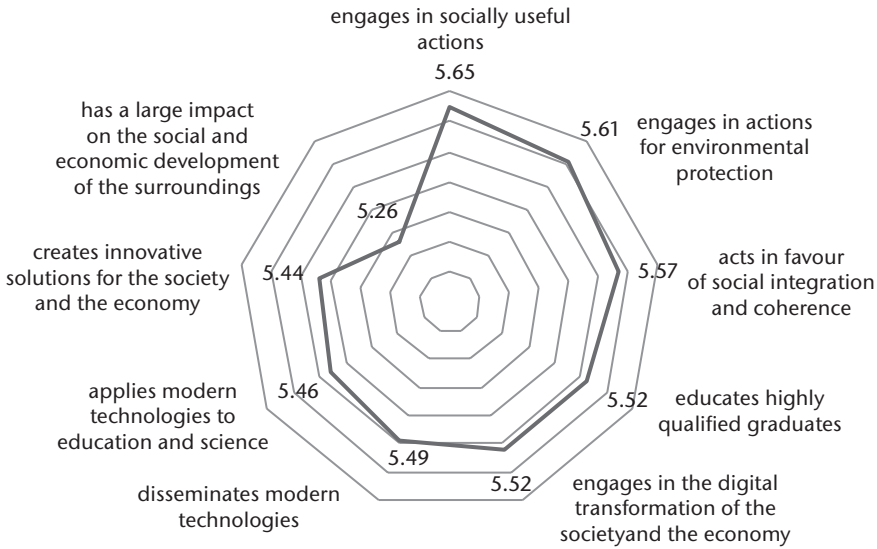 engages in socially useful
actions
5.65
5.61
engages in actions
for environmental
protection
5.57
acts in favour
of social integration
and coherence
5.52
educates highly
qualified graduates
5.52
engages in the digital
transformation of the
societyand the economy
5.49
disseminates modern
technologies
5.46
applies modern
technologies to
education and science
5.44
creates innovative
solutions for the society
and the economy
5.26
has a large impact
on the social and
economic development
of the surroundings